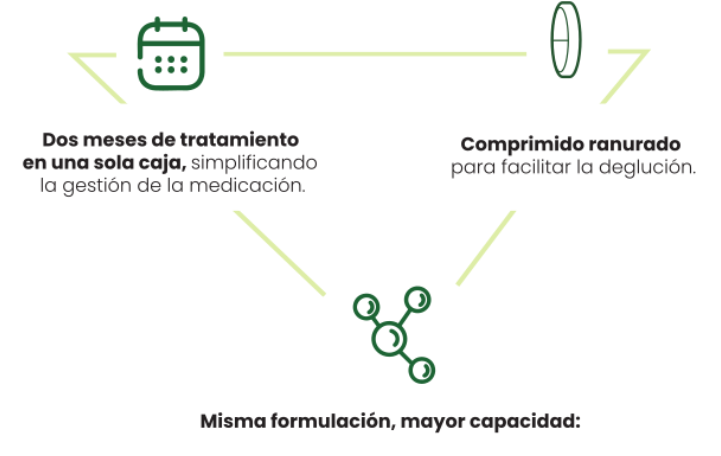 Dos meses de tratamiento
en una sola caja, simplificando
la gestión de la medicación.
Comprimido ranurado
para facilitar la deglución.
Misma formulación, mayor capacidad: